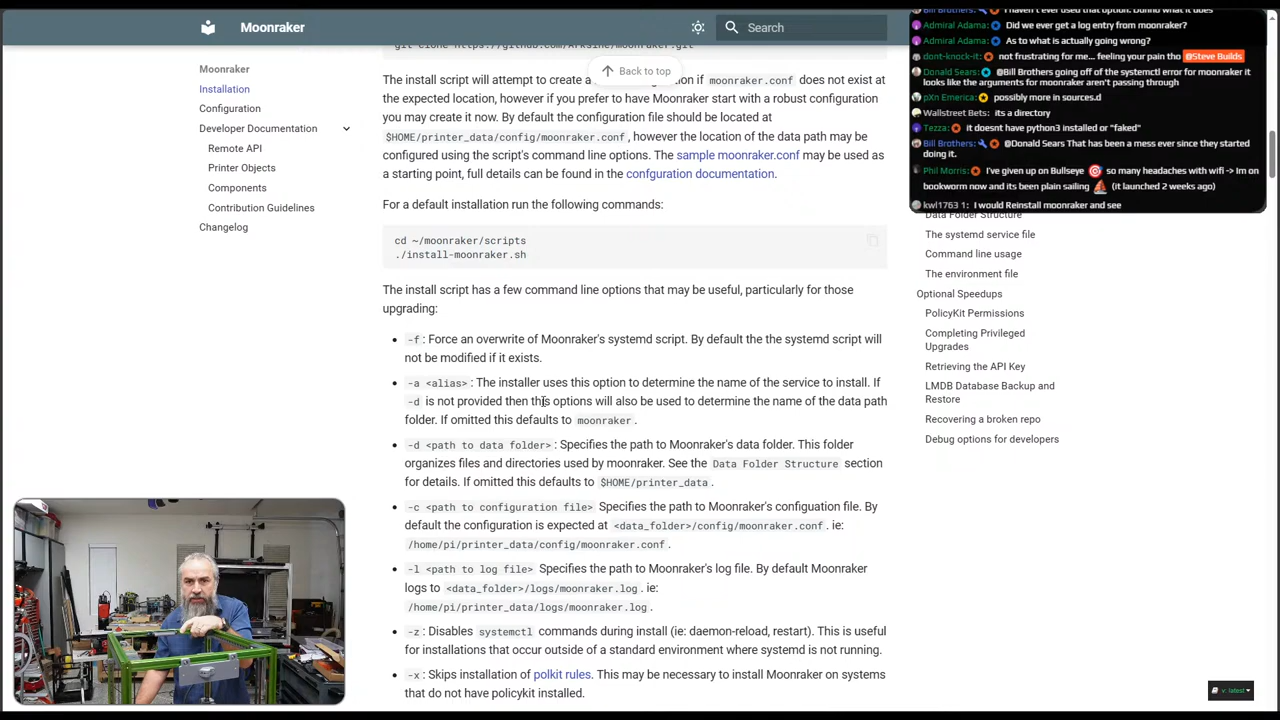 Moonraker
Search
Moonraker
Installation
Configuration
Developer Documentation
Remote API
Printer Objects
Components
Contribution Guidelines
Changelog
git clone https://github.com/Arksine/moonraker.git
Back to top
The install script will attempt to create a
if moonraker.conf does not exist at
the expected location, however if you prefer to have Moonraker start with a robust configuration
you may create it now. By default the configuration file should be located at
$HOME/printer_data/config/moonraker.conf, however the location of the data path may be
configured using the script's command line options. The sample moonraker.conf may be used as
a starting point, full details can be found in the confguration documentation.
For a default installation run the following commands:
cd ~/moonraker/scripts
./install-moonraker.sh
The install script has a few command line options that may be useful, particularly for those
upgrading:
• -f: Force an overwrite of Moonraker's systemd script. By default the the systemd script will
not be modified if it exists.
• -a <alias>: The installer uses this option to determine the name of the service to install. If
-d is not provided then this options will also be used to determine the name of the data path
folder. If omitted this defaults to moonraker.
• -d <path to data folder>: Specifies the path to Moonraker's data folder. This folder
organizes files and directories used by moonraker. See the Data Folder Structure section
for details. If omitted this defaults to $HOME/printer_data.
• -c <path to configuration file> Specifies the path to Moonraker's configuation file. By
default the configuration is expected at <data_folder>/config/moonraker.conf. ie:
/home/pi/printer_data/config/moonraker.conf.
• -l <path to log file> Specifies the path to Moonraker's log file. By default Moonraker
logs to <data_folder>/logs/moonraker.log. ie:
/home/pi/printer_data/logs/moonraker.log.
• -z: Disables systemctl commands during install (ie: daemon-reload, restart). This is useful
for installations that occur outside of a standard environment where systemd is not running.
• -x: Skips installation of polkit rules. This may be necessary to install Moonraker on systems
that do not have policykit installed.
Bill Brothers: I haven't ever used that option. Dunno what it does
Admiral Adama: Did we ever get a log entry from moonraker?
Admiral Adama: As to what is actually going wrong?
dont-knock-it: not frustrating for me... feeling your pain tho @Steve Builds
Donald Sears: @Bill Brothers going off of the systemctl error for moonraker it
looks like the arguments for moonraker aren't passing through
pXn Emerica: possibly more in sources.d
Wallstreet Bets: its a directory
Tezza: it doesnt have python3 installed or "faked"
Bill Brothers: @Donald Sears That has been a mess ever since they started
doing it.
Phil Morris: I've given up on Bullseye so many headaches with wifi -> Im on
bookworm now and its been plain sailing (it launched 2 weeks ago)
kwl1763 1: I would Reinstall moonraker and see
Data Folder Structure
The systemd service file
Command line usage
The environment file
Optional Speedups
PolicyKit Permissions
Completing Privileged
Upgrades
Retrieving the API Key
LMDB Database Backup and
Restore
Recovering a broken repo
Debug options for developers
v: latest